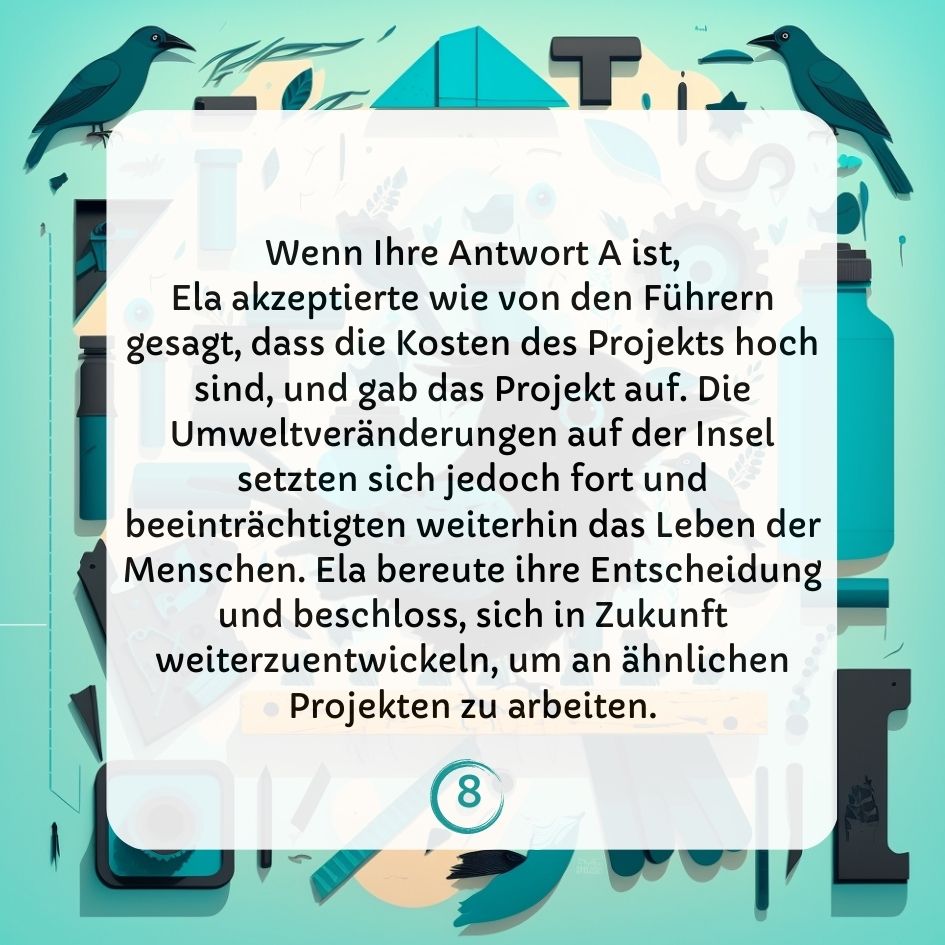 Wenn Ihre Antwort A ist,
Ela akzeptierte wie von den Führern
gesagt, dass die Kosten des Projekts hoch
sind, und gab das Projekt auf. Die
Umweltveränderungen auf der Insel
setzten sich jedoch fort und
beeinträchtigten weiterhin das Leben der
Menschen. Ela bereute ihre Entscheidung
und beschloss, sich in Zukunft
weiterzuentwickeln, um an ähnlichen
Projekten zu arbeiten.
8